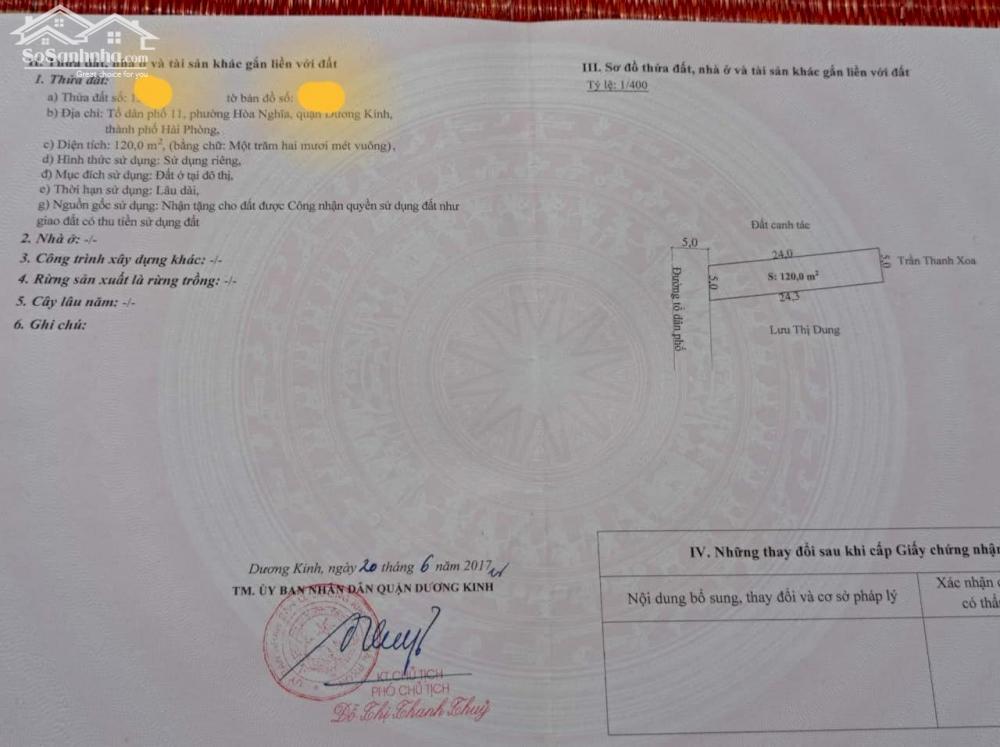 SoSanhnha.com
Great choice for you
II. Thửa đất, nhà ở và tài sản khác gắn liền với đất
1. Thửa đất:
a) Thửa đất số: 1 tờ bản đồ số:
b) Địa chỉ: Tổ dân phố 11, phường Hòa Nghĩa, quận Dương Kinh,
thành phố Hải Phòng,
c) Diện tích: 120,0 m², (bằng chữ: Một trăm hai mươi mét vuông),
d) Hình thức sử dụng: Sử dụng riêng,
đ) Mục đích sử dụng: Đất ở tại đô thị,
e) Thời hạn sử dụng: Lâu dài,
g) Nguồn gốc sử dụng: Nhận tặng cho đất được Công nhận quyền sử dụng đất như
giao đất có thu tiền sử dụng đất
2. Nhà ở: -/-
3. Công trình xây dựng khác: -/-
4. Rừng sản xuất là rừng trồng: -/-
5. Cây lâu năm: -/-
6. Ghi chú:
III. Sơ đồ thửa đất, nhà ở và tài sản khác gắn liền với đất
Tỷ lệ: 1/400
Đất canh tác
5,0
24,0
5,0
Trần Thanh Xoa
5,0
S: 120,0 m²
24,3
Đường tổ dân phố
Lưu Thị Dung
Dương Kinh, ngày 20 tháng 6 năm 2017
TM. ỦY BAN NHÂN DÂN QUẬN DƯƠNG KINH
KT.CHỦ TỊCH
PHÓ CHỦ TỊCH
Đỗ Thị Thanh Thuỷ
IV. Những thay đổi sau khi cấp Giấy chứng nhận
Nội dung bổ sung, thay đổi và cơ sở pháp lý
Xác nhận c
có thẩ